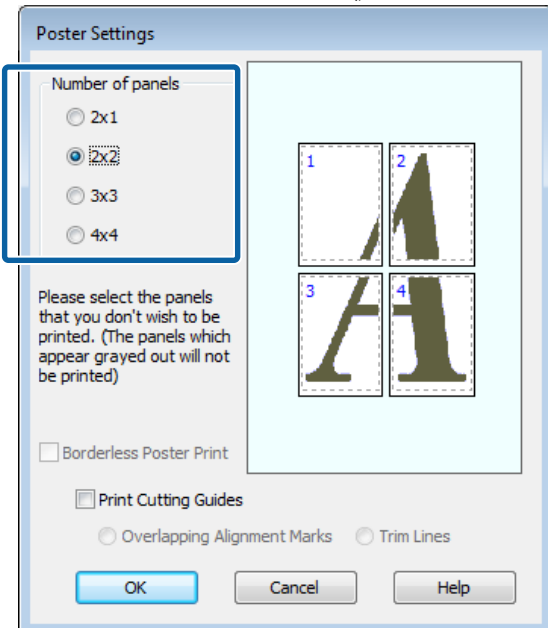 Poster Settings
Number of panels
2x1
2x2
3x3
4x4
1 2
3 4
Please select the panels
that you don't wish to be
printed. (The panels which
appear grayed out will not
be printed)
Borderless Poster Print
Print Cutting Guides
Overlapping Alignment Marks Trim Lines
OK Cancel Help